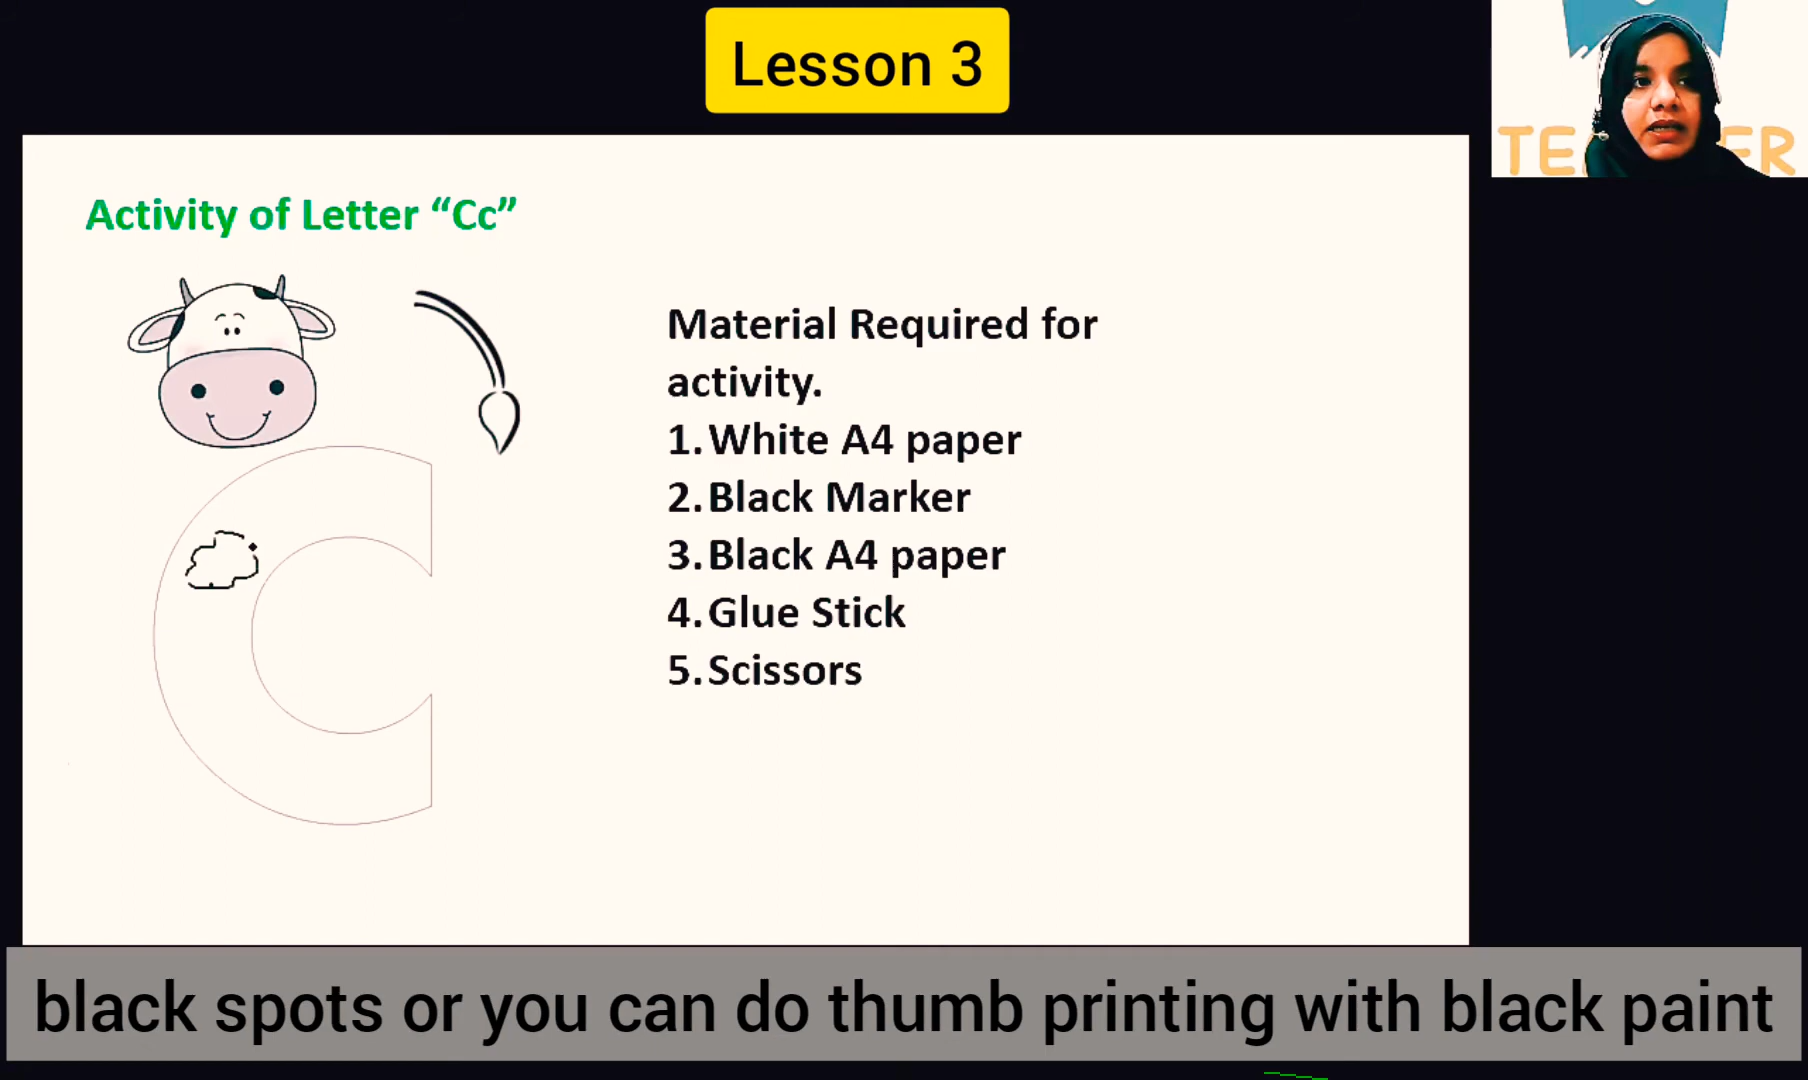 Lesson 3
Activity of Letter “Cc”
Material Required for
activity.
1. White A4 paper
2. Black Marker
3. Black A4 paper
4. Glue Stick
5. Scissors
black spots or you can do thumb printing with black paint